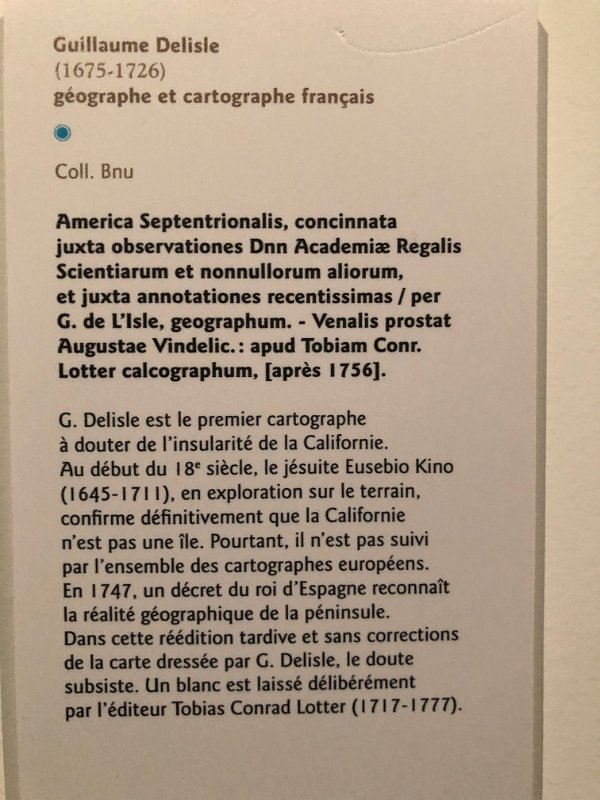 Guillaume Delisle
(1675-1726)
géographe et cartographe français
Coll. Bnu
America Septentrionalis, concinnata
juxta observationes Dnn Academiæ Regalis
Scientiarum et nonnullorum aliorum,
et juxta annotationes recentissimas / per
G. de L'Isle, geographum. - Venalis prostat
Augustae Vindelic. : apud Tobiam Conr.
Lotter calcographum, [après 1756].
G. Delisle est le premier cartographe
à douter de l'insularité de la Californie.
Au début du 18e siècle, le jésuite Eusebio Kino
(1645-1711), en exploration sur le terrain,
confirme définitivement que la Californie
n'est pas une île. Pourtant, il n'est pas suivi
par l'ensemble des cartographes européens.
En 1747, un décret du roi d'Espagne reconnaît
la réalité géographique de la péninsule.
Dans cette réédition tardive et sans corrections
de la carte dressée par G. Delisle, le doute
subsiste. Un blanc est laissé délibérément
par l'éditeur Tobias Conrad Lotter (1717-1777).